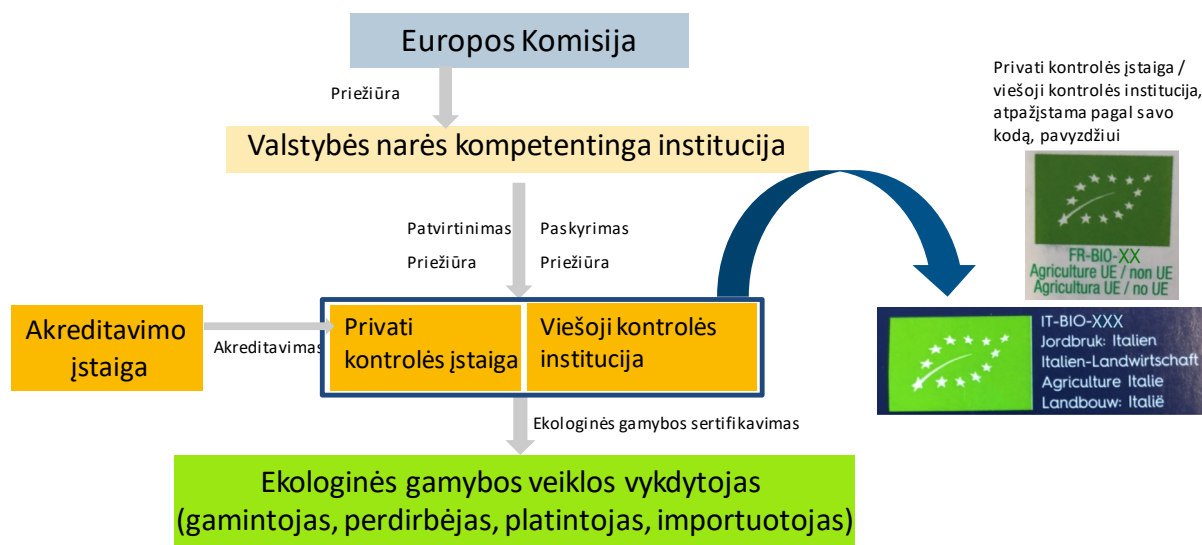 Europos Komisija
Privati kontrolės įstaiga /
viešoji kontrolės institucija,
atpažįstama pagal savo
kodą, pavyzdžiui
Priežiūra
Valstybės narės kompetentinga institucija
Patvirtinimas
Priežiūra
Paskyrimas
Priežiūra
FR-BIO-XX
Agriculture UE / non UE
Agricultura UE / no UE
Akreditavimo
įstaiga
Akreditavimas
Privati
kontrolės įstaiga
Viešoji kontrolės
institucija
IT-BIO-XXX
Jordbruk: Italien
Italien-Landwirtschaft
Agriculture Italie
Landbouw: Italië
Ekologinės gamybos sertifikavimas
Ekologinės gamybos veiklos vykdytojas
(gamintojas, perdirbėjas, platintojas, importuotojas)